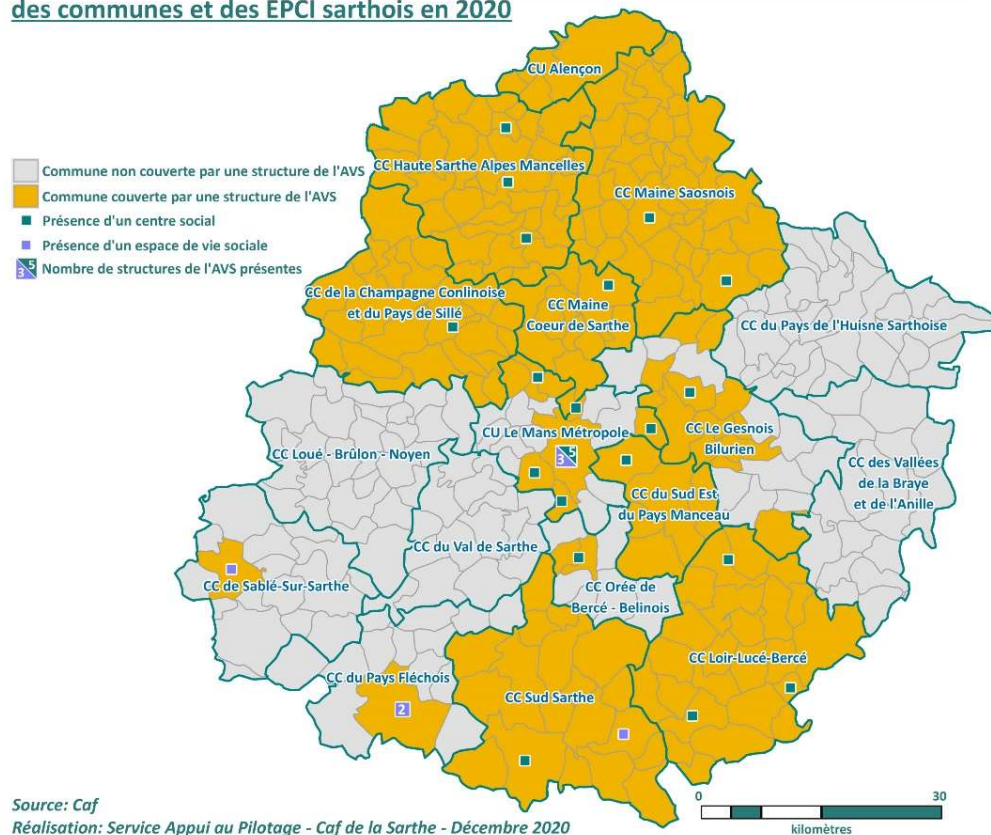 des communes et des EPCI sarthois en 2020
CU Alençon
Commune non couverte par une structure de l'AVS
Commune couverte par une structure de l'AVS
Présence d'un centre social
Présence d'un espace de vie sociale
3 5 Nombre de structures de l'AVS présentes
CC Haute Sarthe Alpes Mancelles
CC Maine Saosnois
CC de la Champagne Conlinoise
et du Pays de Sillé
CC Maine
Coeur de Sarthe
CC du Pays de l'Huisne Sarthoise
CU Le Mans Métropole
3 5
CC Le Gesnois
Bilurien
CC Loué - Brûlon - Noyen
CC des Vallées
de la Braye
et de l'Anille
CC du Sud Est
du Pays Manceau
CC du Val de Sarthe
CC de Sablé-Sur-Sarthe
CC Orée de
Bercé - Belinois
CC du Pays Fléchois
2
CC Sud Sarthe
CC Loir-Lucé-Bercé
0 30
kilomètres
Source: Caf
Réalisation: Service Appui au Pilotage - Caf de la Sarthe - Décembre 2020